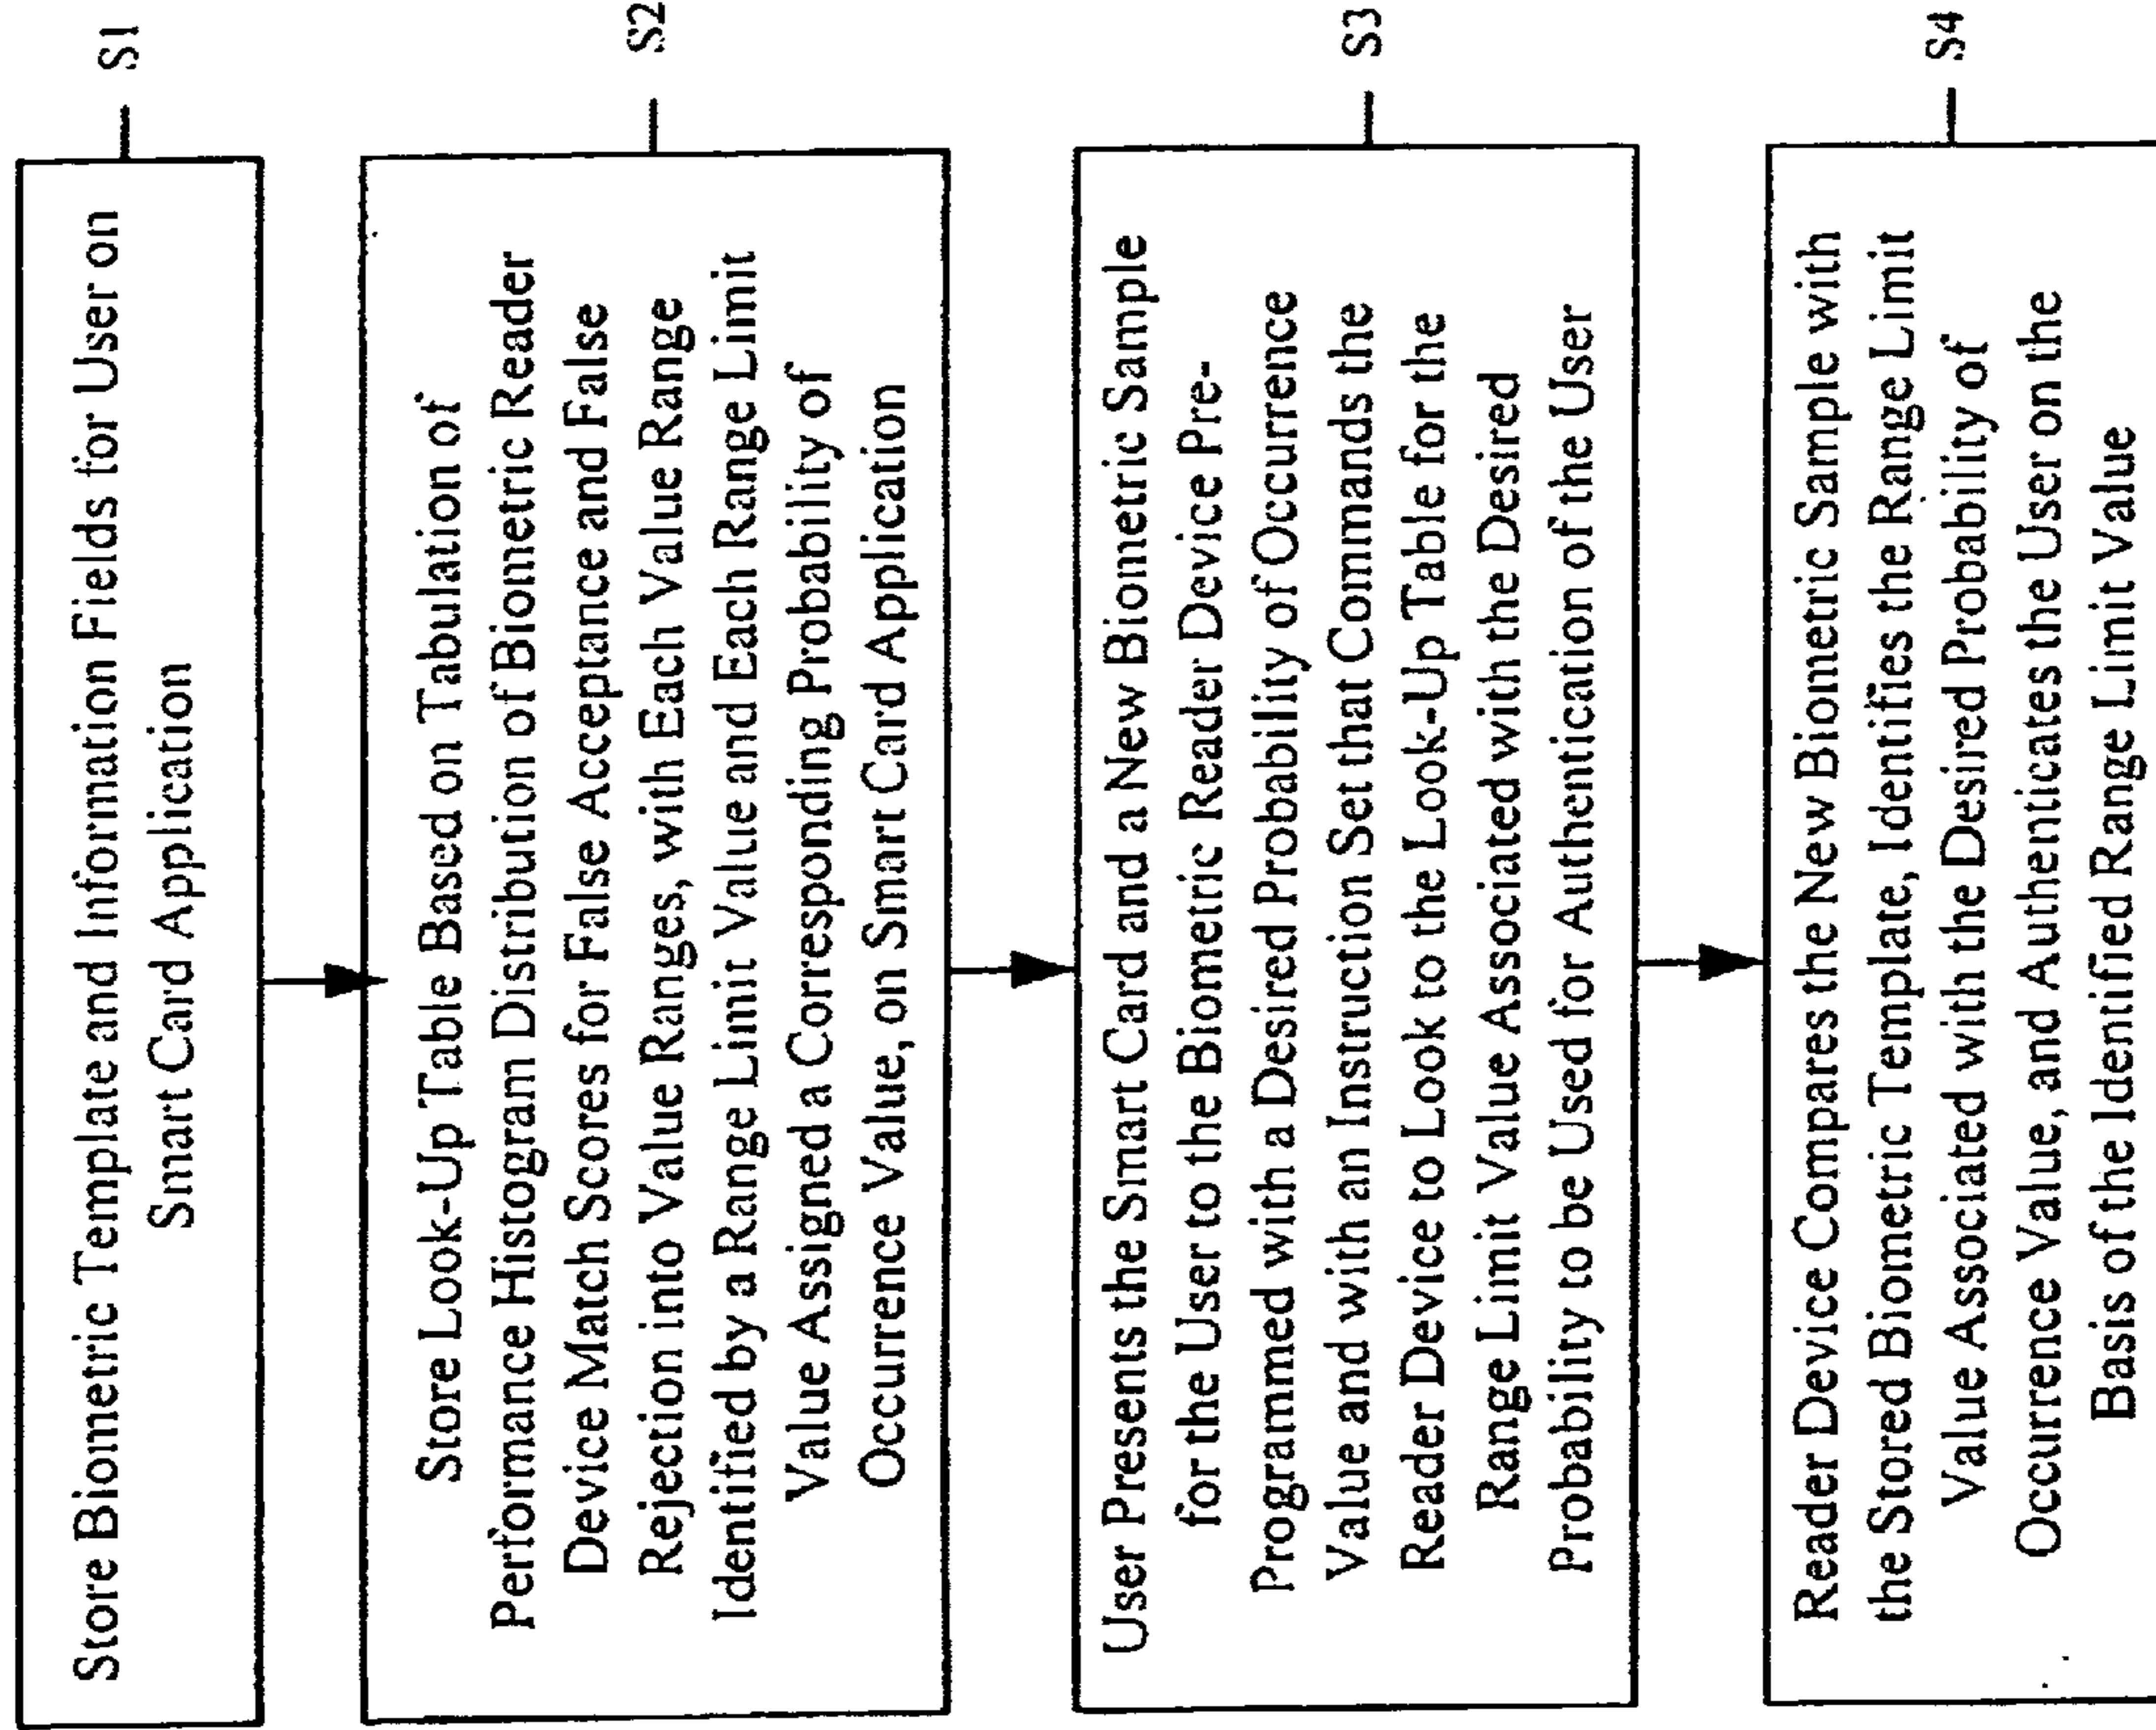 Store Biometric Template and Information Fields for User on
Smart Card Application
S1
Store Look-Up Table Based on Tabulation of
Performance Histogram Distribution of Biometric Reader
Device Match Scores for False Acceptance and False
Rejection into Value Ranges, with Each Value Range
Identified by a Range Limit Value and Each Range Limit
Value Assigned a Corresponding Probability of
Occurrence Value, on Smart Card Application
S2
User Presents the Smart Card and a New Biometric Sample
for the User to the Biometric Reader Device Pre-
Programmed with a Desired Probability of Occurrence
Value and with an Instruction Set that Commands the
Reader Device to Look to the Look-Up Table for the
Range Limit Value Associated with the Desired
Probability to be Used for Authentication of the User
S3
Reader Device Compares the New Biometric Sample with
the Stored Biometric Template, Identifies the Range Limit
Value Associated with the Desired Probability of
Occurrence Value, and Authenticates the User on the
Basis of the Identified Range Limit Value
S4